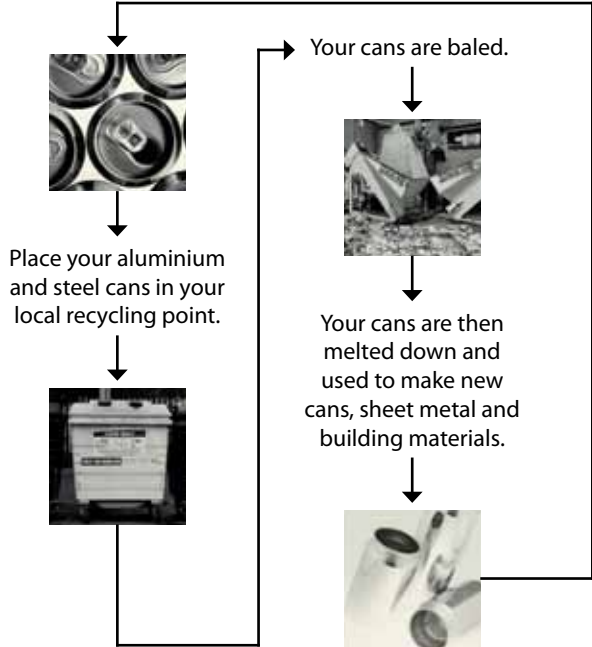 Place your aluminium
and steel cans in your
local recycling point.
Your cans are baled.
Your cans are then
melted down and
used to make new
cans, sheet metal and
building materials.